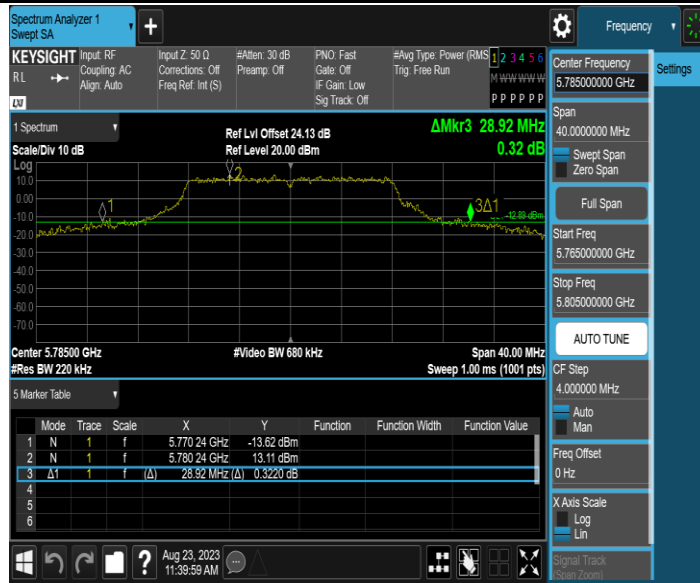 Spectrum Analyzer 1
Swept SA
+
Frequency
KEYSIGHT
RL
LXI
Input: RF
Coupling: AC
Align: Auto
Input Z: 50 Ω
Corrections: Off
Freq Ref: Int (S)
#Atten: 30 dB
Preamp: Off
PNO: Fast
Gate: Off
IF Gain: Low
Sig Track: Off
#Avg Type: Power (RMS
Trig: Free Run
1 2 3 4 5 6
M W W W W W
P P P P P P
Center Frequency
5.785000000 GHz
Settings
Span
40.0000000 MHz
Swept Span
Zero Span
Full Span
Start Freq
5.765000000 GHz
Stop Freq
5.805000000 GHz
AUTO TUNE
CF Step
4.000000 MHz
Auto
Man
Freq Offset
0 Hz
X Axis Scale
Log
Lin
Signal Track
(Span Zoom)
1 Spectrum
Scale/Div 10 dB
Ref Lvl Offset 24.13 dB
Ref Level 20.00 dBm
ΔMkr3 28.92 MHz
0.32 dB
Log
10.0
0.00
-10.0
-20.0
-30.0
-40.0
-50.0
-60.0
-70.0
1
2
3Δ1
-12.89 dBm
Center 5.78500 GHz
#Video BW 680 kHz
Span 40.00 MHz
#Res BW 220 kHz
Sweep 1.00 ms (1001 pts)
5 Marker Table
Mode Trace Scale X Y Function Function Width Function Value
1 N 1 f 5.770 24 GHz -13.62 dBm
2 N 1 f 5.780 24 GHz 13.11 dBm
3 Δ1 1 f (Δ) 28.92 MHz (Δ) 0.3220 dB
4
5
6
?
Aug 23, 2023
11:39:59 AM